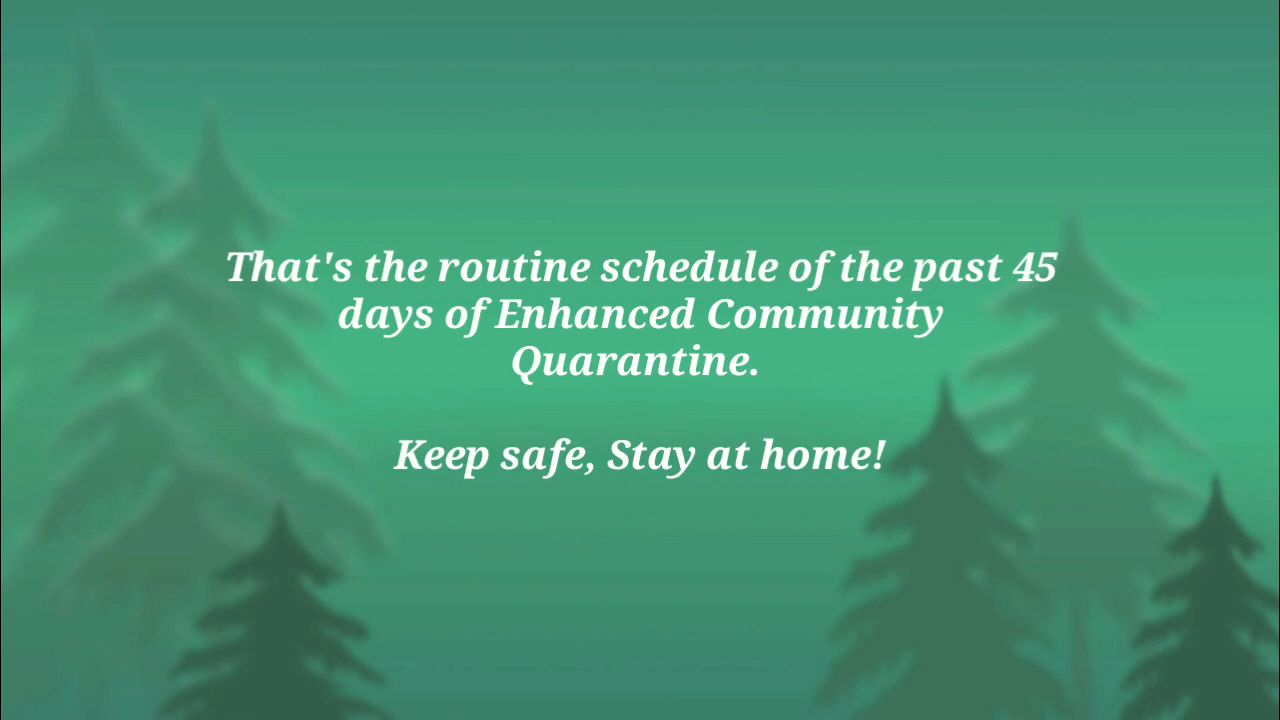 That's the routine schedule of the past 45
days of Enhanced Community
Quarantine.
Keep safe, Stay at home!